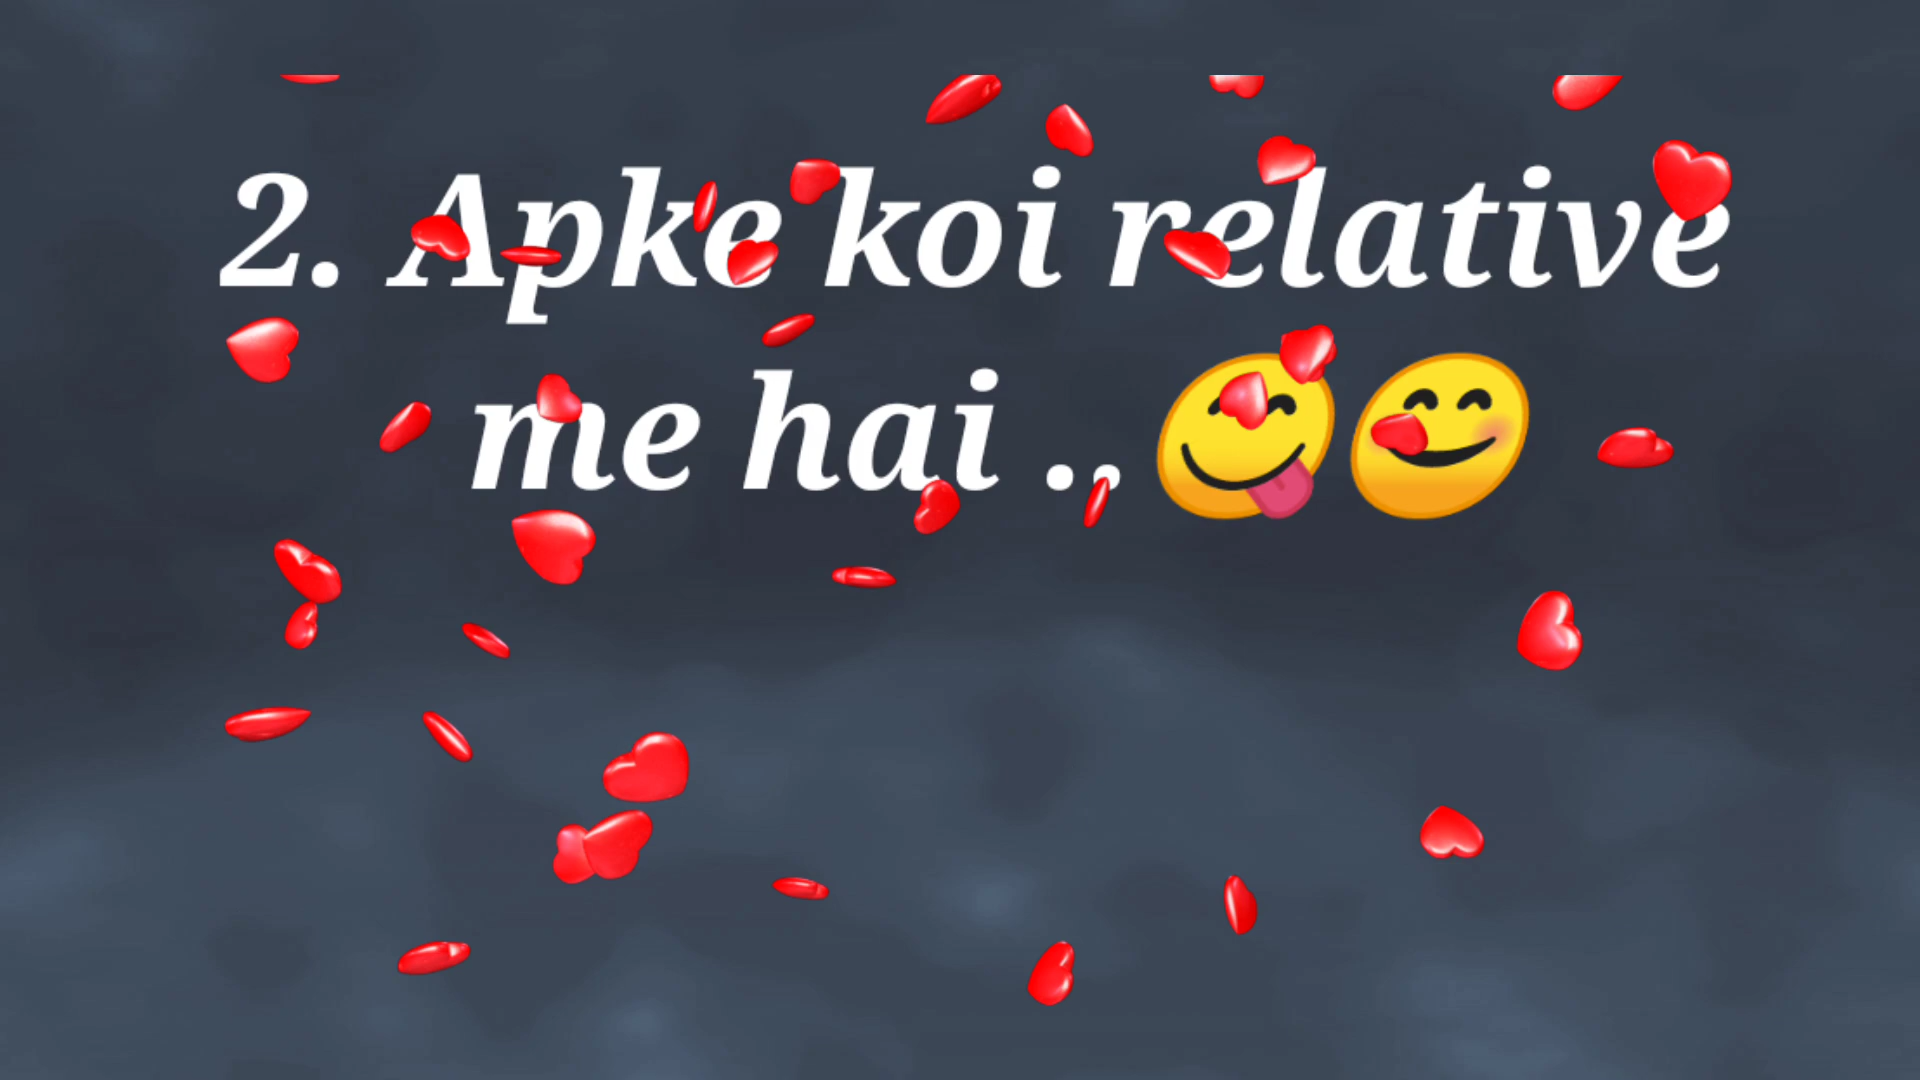 2. Apke koi relative
me hai .., 😋😋